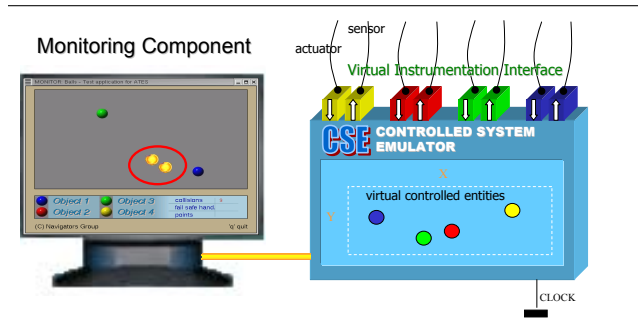 Monitoring Component
sensor
actuator
Virtual Instrumentation Interface
MONITOR Balls - Test application for ATES
Object 1
Object 3
Object 2
Object 4
collisions
fail safe hand.
points
(C) Navigators Group
'q' quit
CSE CONTROLLED SYSTEM
EMULATOR
X
virtual controlled entities
Y
CLOCK